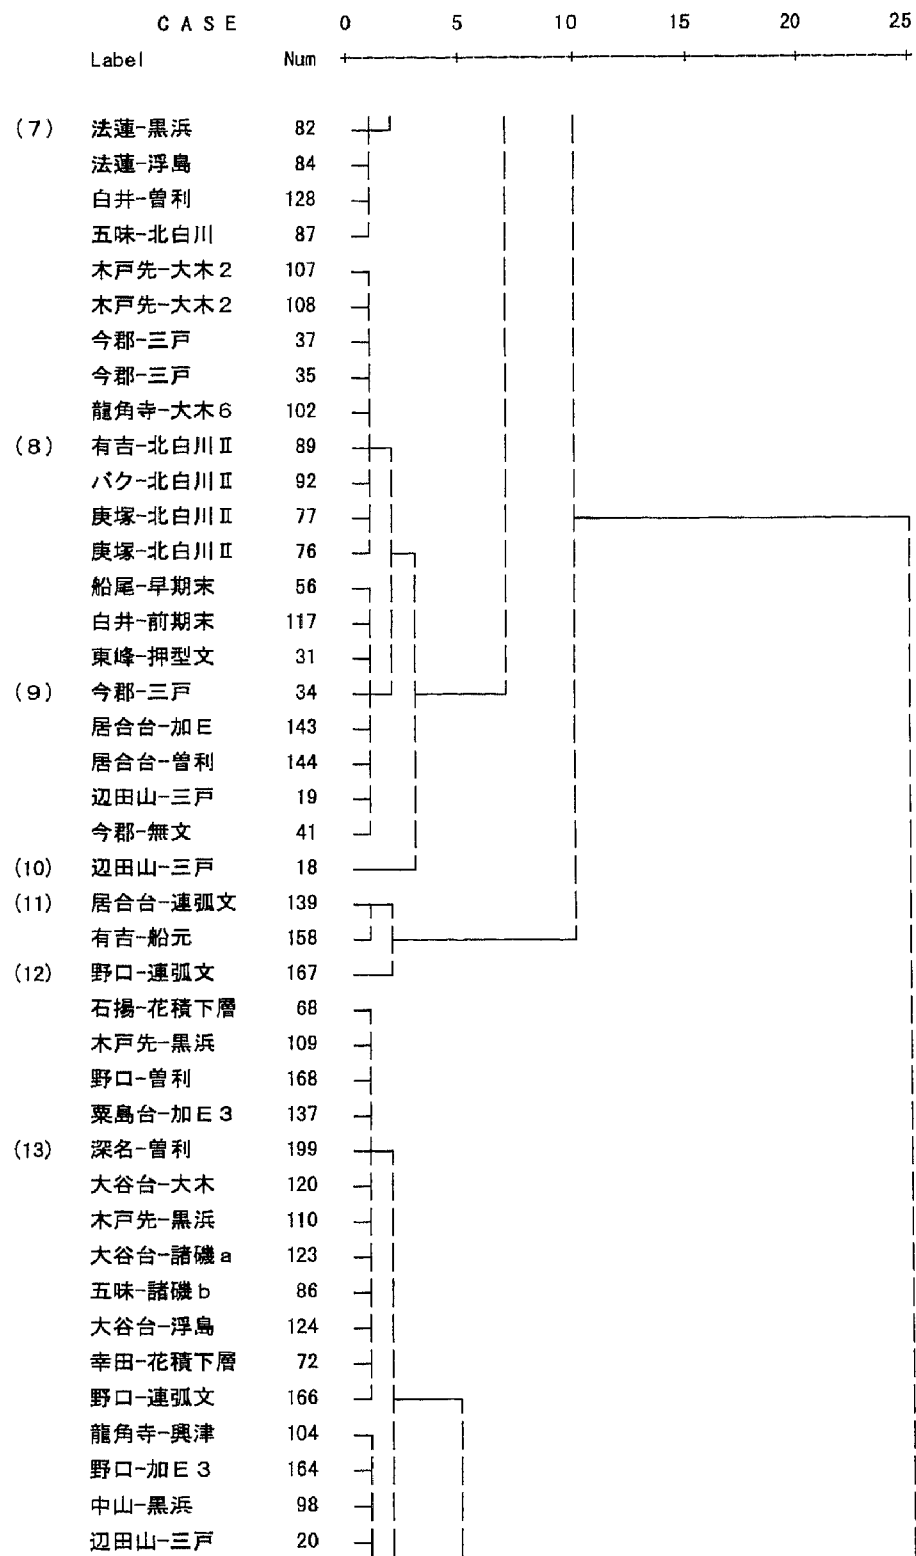 CASE 0 5 10 15 20 25
Label Num
(7) 法蓮-黒浜 82
法蓮-浮島 84
白井-曽利 128
五味-北白川 87
木戸先-大木2 107
木戸先-大木2 108
今郡-三戸 37
今郡-三戸 35
龍角寺-大木6 102
(8) 有吉-北白川Ⅱ 89
バク-北白川Ⅱ 92
庚塚-北白川Ⅱ 77
庚塚-北白川Ⅱ 76
船尾-早期末 56
白井-前期末 117
東峰-押型文 31
(9) 今郡-三戸 34
居合台-加E 143
居合台-曽利 144
辺田山-三戸 19
今郡-無文 41
(10) 辺田山-三戸 18
(11) 居合台-連弧文 139
有吉-船元 158
(12) 野口-連弧文 167
石揚-花積下層 68
木戸先-黒浜 109
野口-曽利 168
粟島台-加E3 137
(13) 深名-曽利 199
大谷台-大木 120
木戸先-黒浜 110
大谷台-諸磯a 123
五味-諸磯b 86
大谷台-浮島 124
幸田-花積下層 72
野口-連弧文 166
龍角寺-興津 104
野口-加E3 164
中山-黒浜 98
辺田山-三戸 20